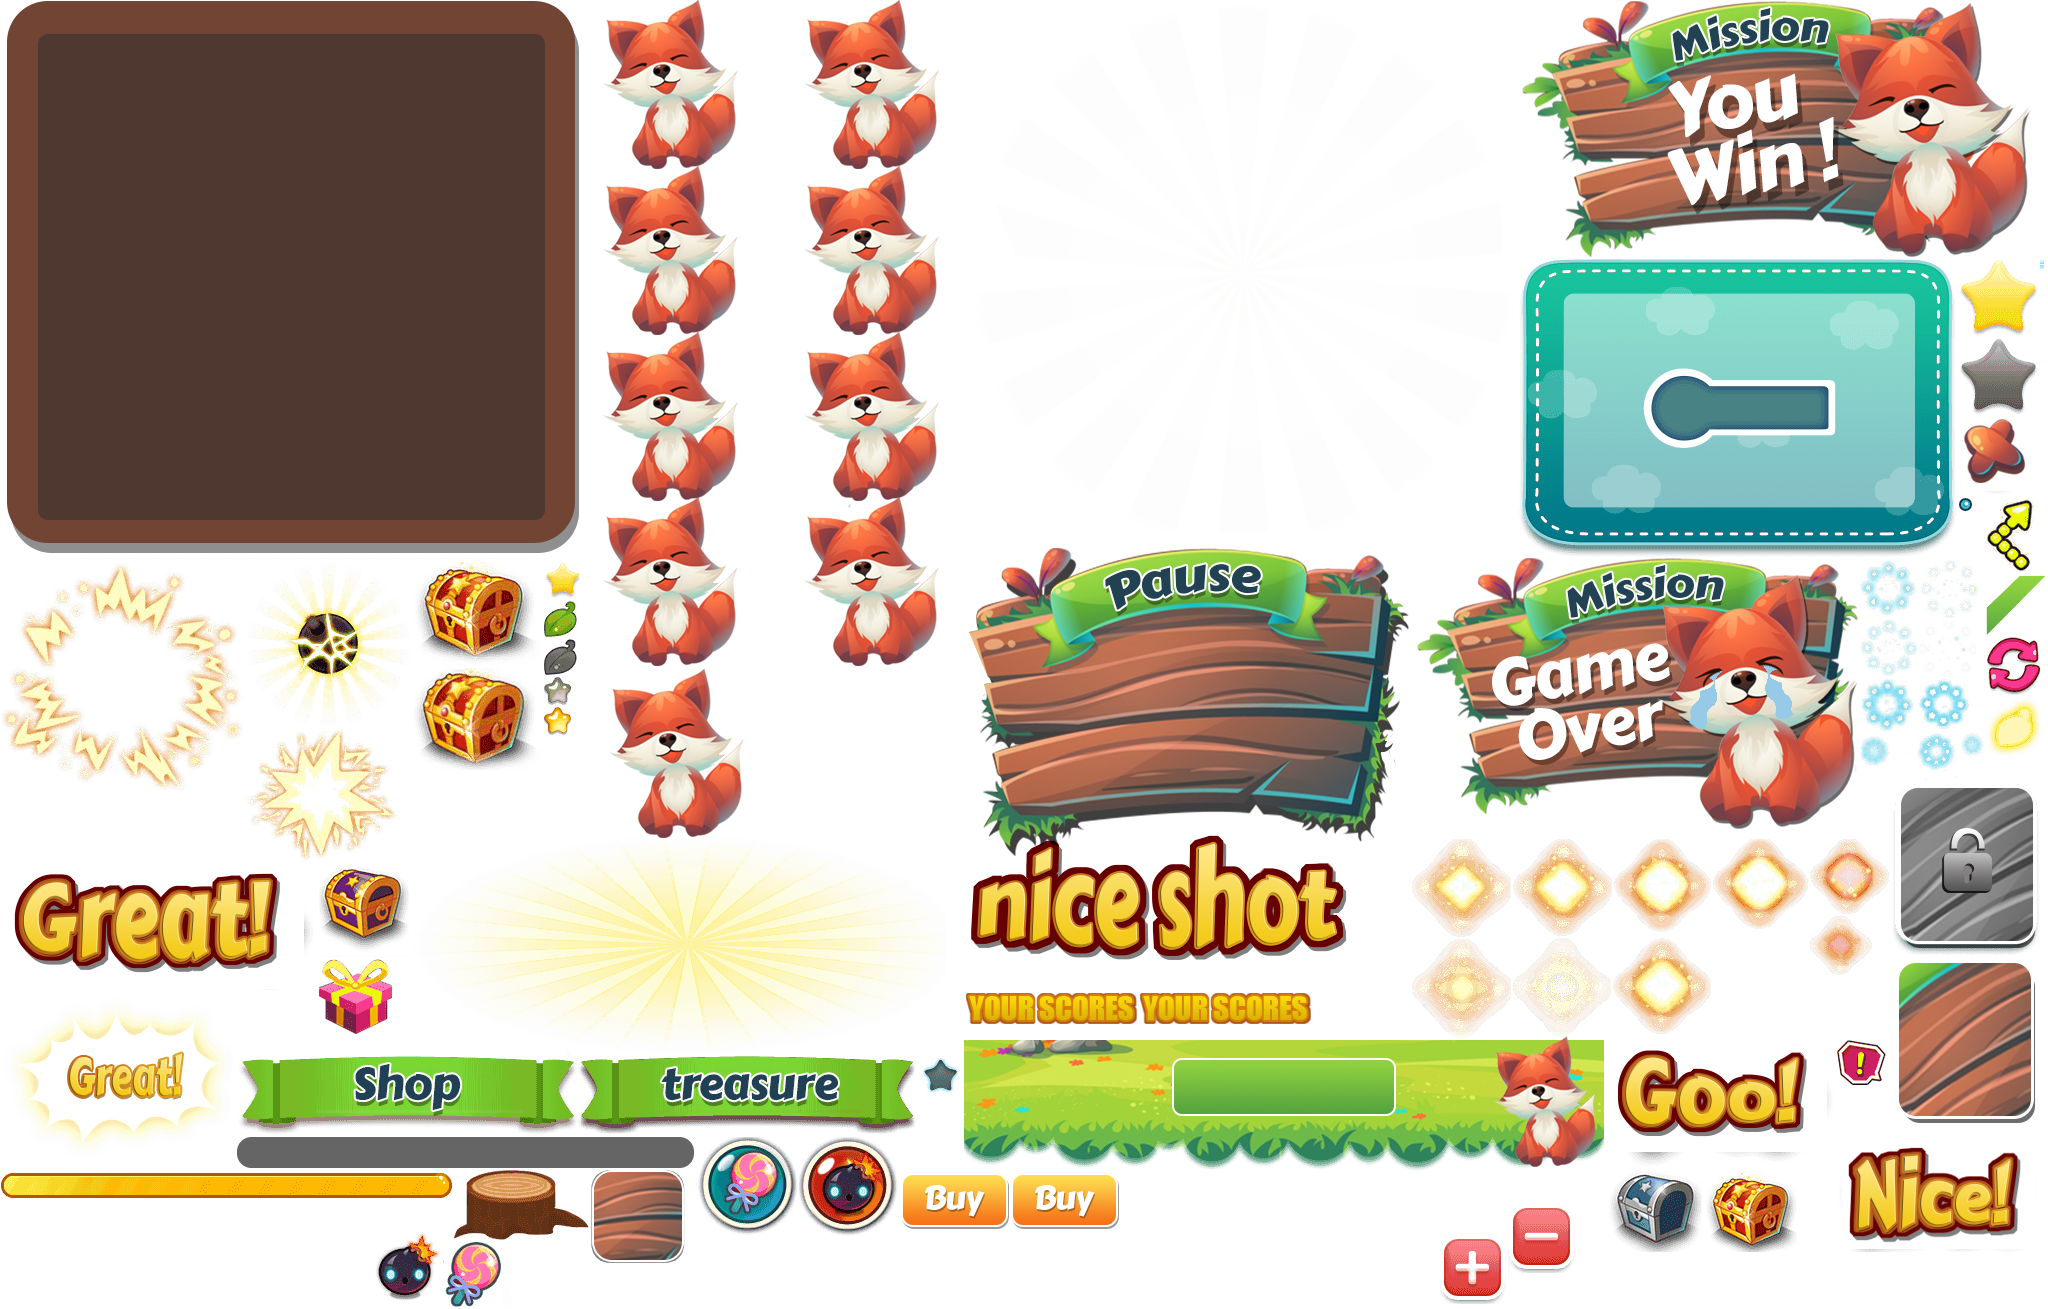 Mission
You
Win !
Pause
Mission
Game
Over
nice shot
Great!
YOUR SCORES YOUR SCORES
Great!
Shop
treasure
Goo!
Nice!
Buy
Buy